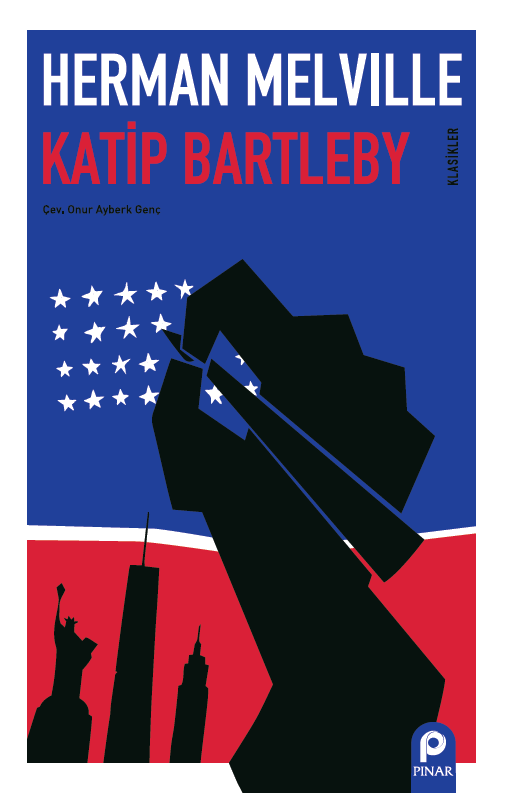 HERMAN MELVILLE
KATİP BARTLEBY
KLASİKLER
Çev, Onur Ayberk Genç
PINAR